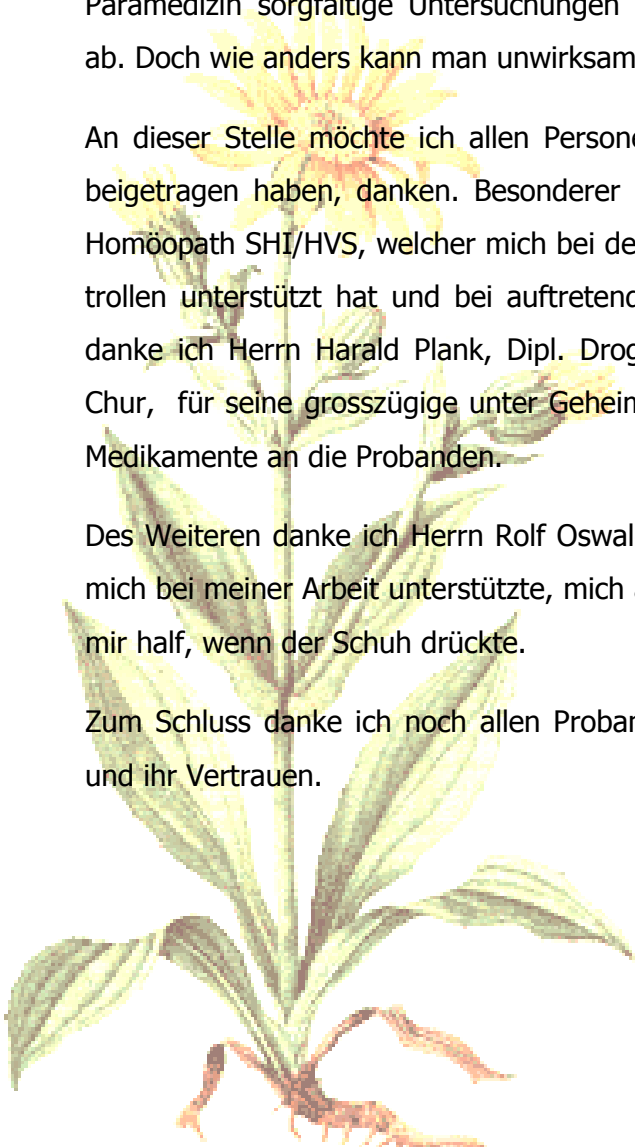 Paramedizin sorgfältige Untersuchungen
ab. Doch wie anders kann man unwirksam
An dieser Stelle möchte ich allen Persone
beigetragen haben, danken. Besonderer
Homöopath SHI/HVS, welcher mich bei de
trollen unterstützt hat und bei auftretend
danke ich Herrn Harald Plank, Dipl. Drog
Chur, für seine grosszügige unter Geheim
Medikamente an die Probanden.
Des Weiteren danke ich Herrn Rolf Oswal
mich bei meiner Arbeit unterstützte, mich a
mir half, wenn der Schuh drückte.
Zum Schluss danke ich noch allen Proban
und ihr Vertrauen.